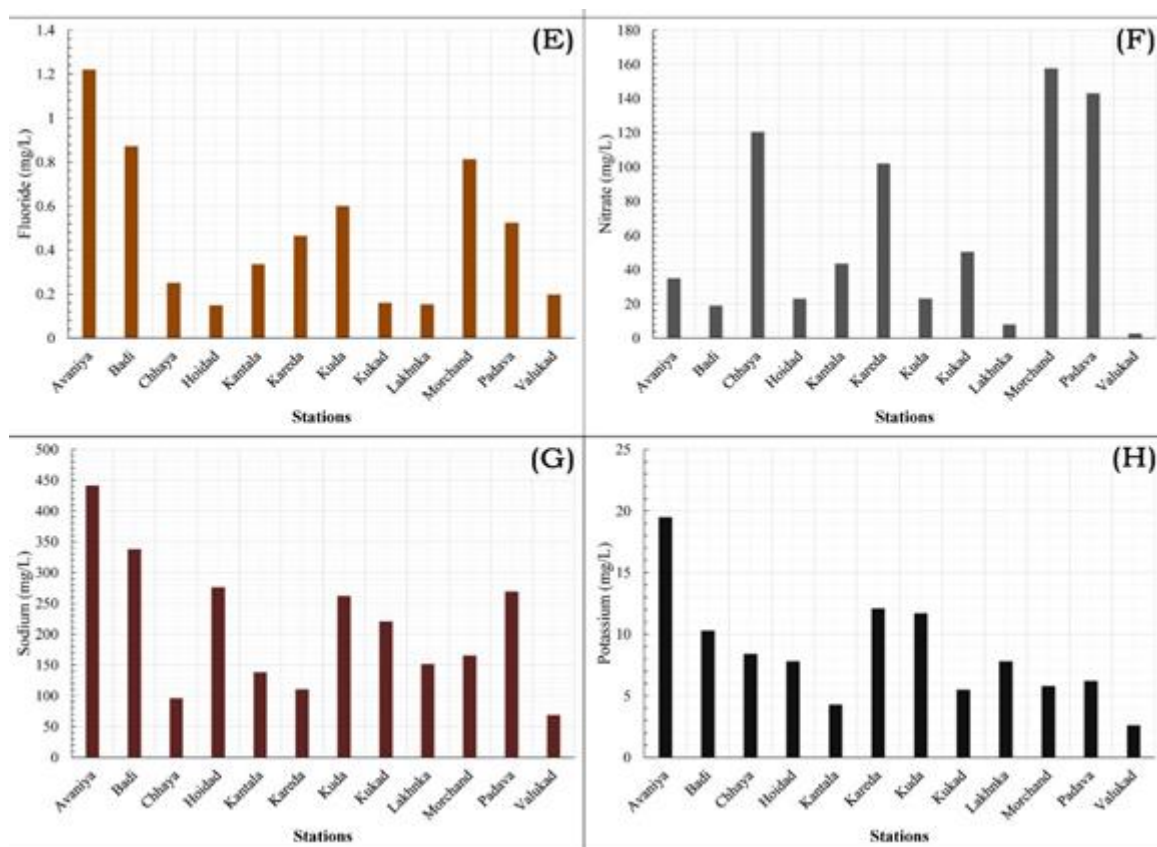 (E)
Fluoride (mg/L)
1.4
1.2
1
0.8
0.6
0.4
0.2
0
Avaniya
Badi
Chhaya
Hoidad
Kantala
Kareda
Kuda
Kukad
Lakhnka
Morchand
Padava
Valukad
Stations
(F)
Nitrate (mg/L)
180
160
140
120
100
80
60
40
20
0
Avaniya
Badi
Chhaya
Hoidad
Kantala
Kareda
Kuda
Kukad
Lakhnka
Morchand
Padava
Valukad
Stations
(G)
Sodium (mg/L)
500
450
400
350
300
250
200
150
100
50
0
Avaniya
Badi
Chhaya
Hoidad
Kantala
Kareda
Kuda
Kukad
Lakhnka
Morchand
Padava
Valukad
Stations
(H)
Potassium (mg/L)
25
20
15
10
5
0
Avaniya
Badi
Chhaya
Hoidad
Kantala
Kareda
Kuda
Kukad
Lakhnka
Morchand
Padava
Valukad
Stations